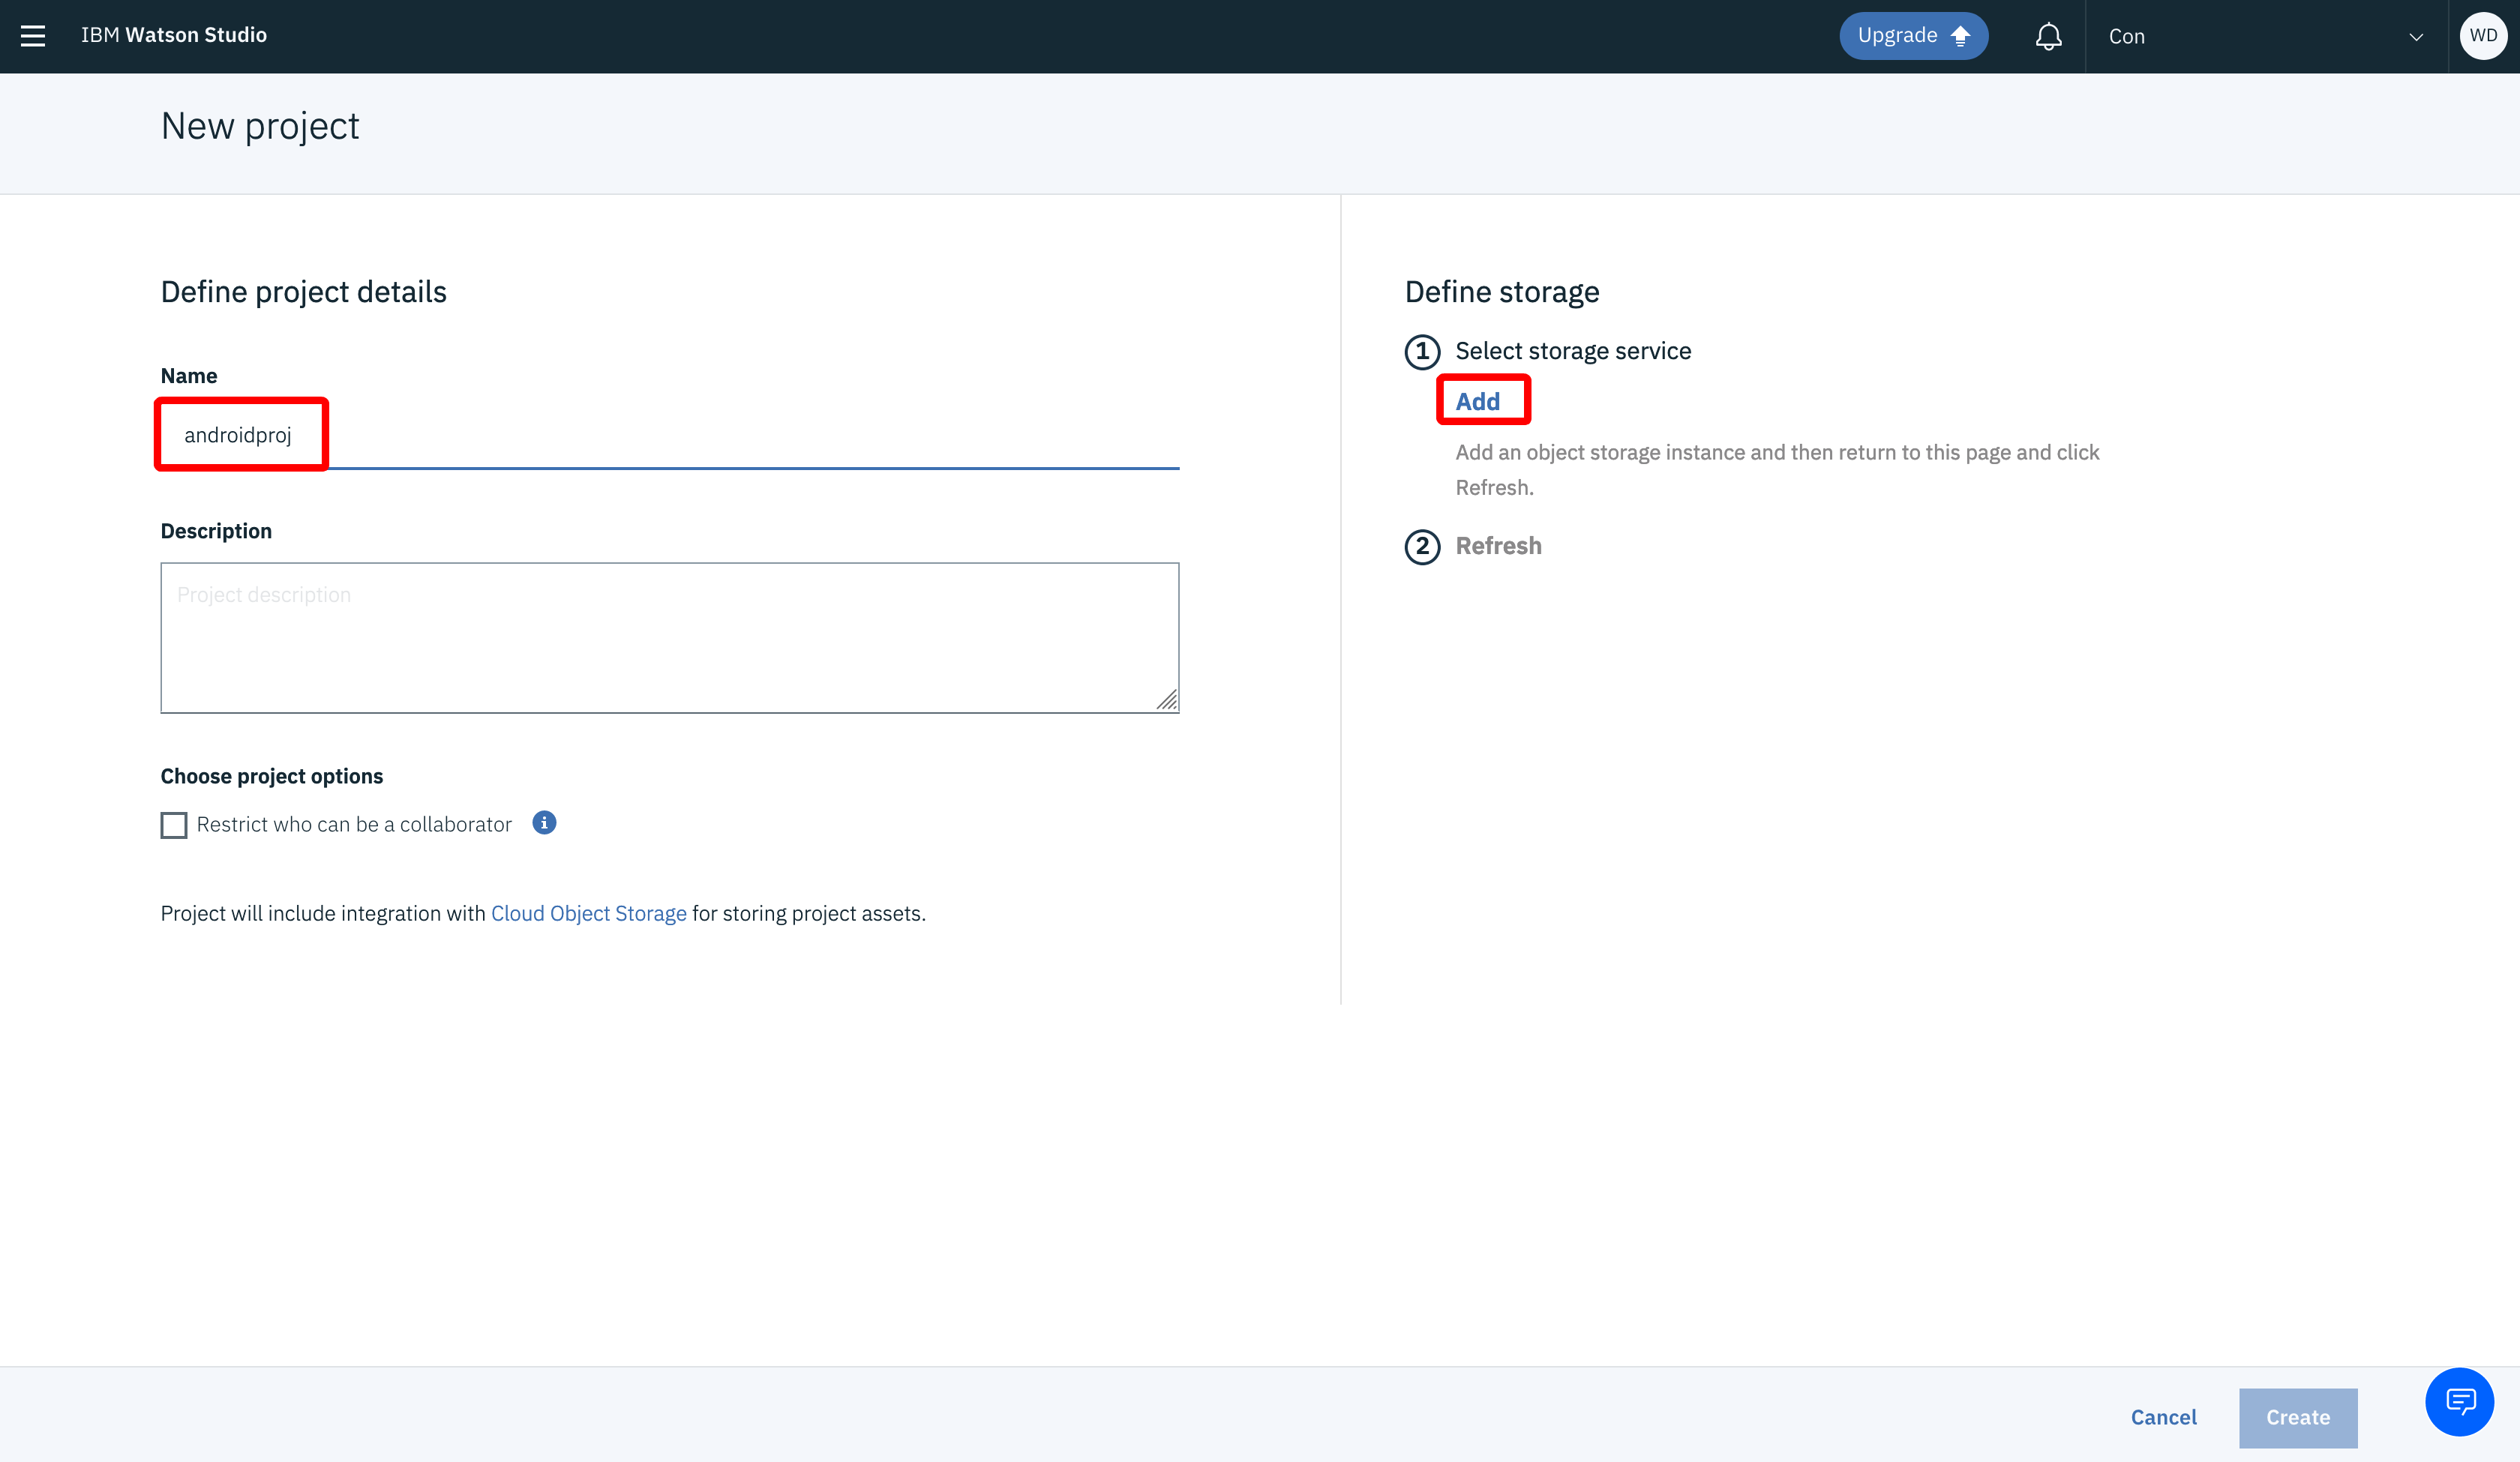 IBM Watson Studio
Upgrade
Con
WD
New project
Define project details
Name
androidproj
Description
Project description
Choose project options
Restrict who can be a collaborator
Project will include integration with Cloud Object Storage for storing project assets.
Define storage
1 Select storage service
Add
Add an object storage instance and then return to this page and click
Refresh.
2 Refresh
Cancel
Create